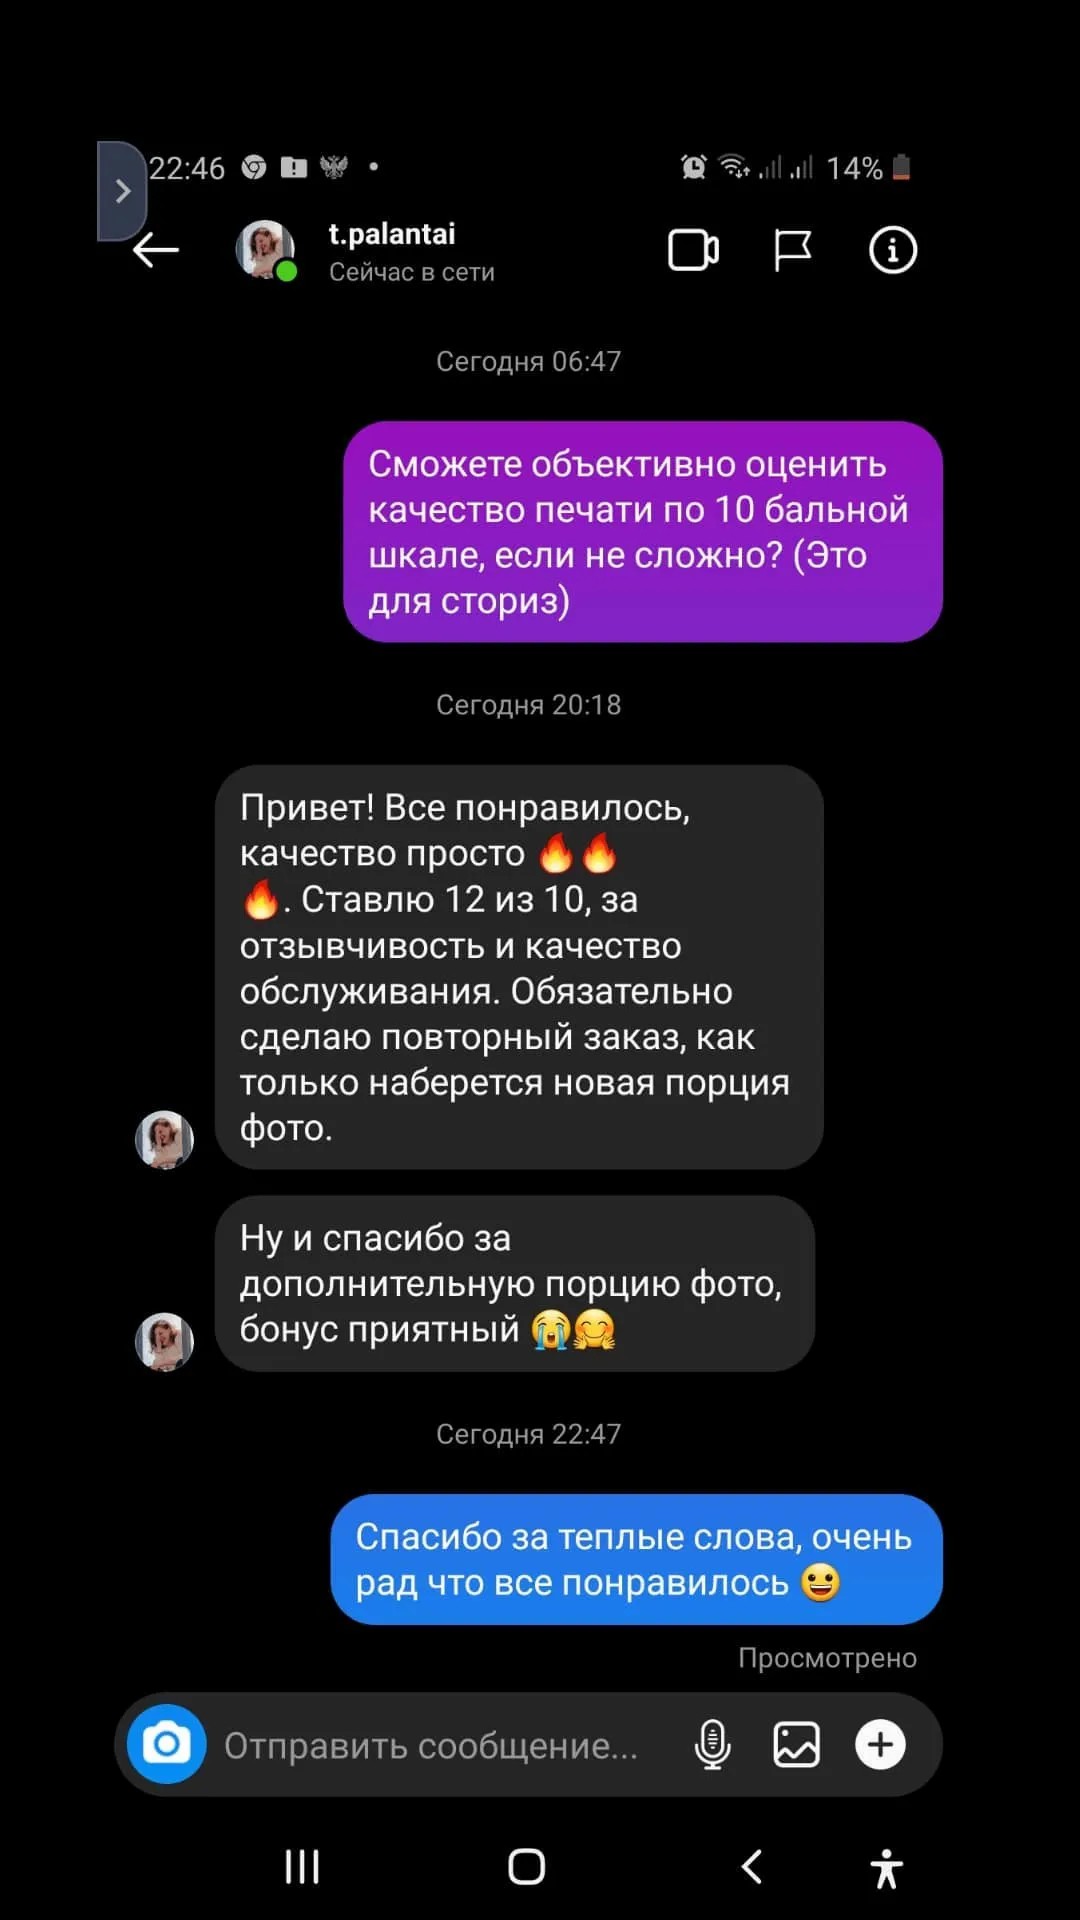 22:46
14%
t.palantai
Сейчас в сети
Сегодня 06:47
Сможете объективно оценить
качество печати по 10 бальной
шкале, если не сложно? (Это
для сториз)
Сегодня 20:18
Привет! Все понравилось,
качество просто 🔥🔥
🔥. Ставлю 12 из 10, за
отзывчивость и качество
обслуживания. Обязательно
сделаю повторный заказ, как
только наберется новая порция
фото.
Ну и спасибо за
дополнительную порцию фото,
бонус приятный 😭🤗
Сегодня 22:47
Спасибо за теплые слова, очень
рад что все понравилось 😀
Просмотрено
Отправить сообщение...